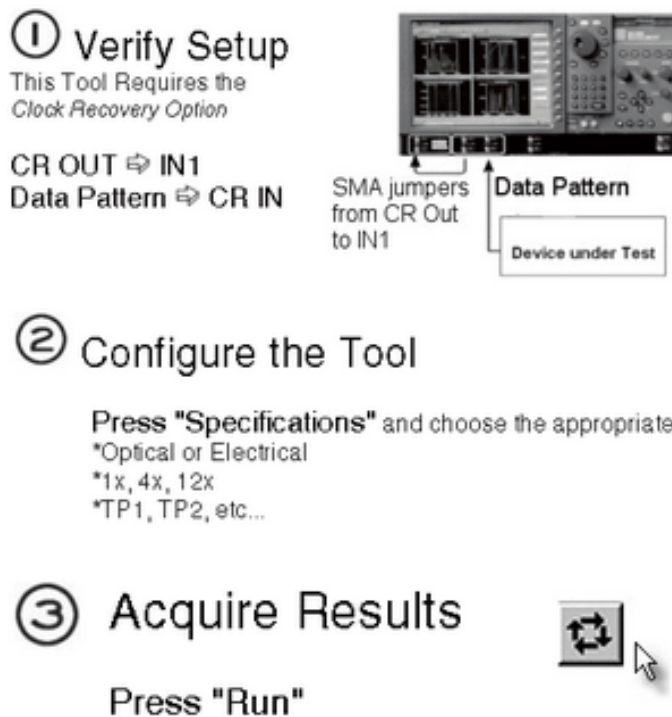 1 Verify Setup
This Tool Requires the
Clock Recovery Option
CR OUT ⇨ IN1
Data Pattern ⇨ CR IN
SMA jumpers
from CR Out
to IN1
Data Pattern
Device under Test
2 Configure the Tool
Press "Specifications" and choose the appropriate
*Optical or Electrical
*1x, 4x, 12x
*TP1, TP2, etc...
3 Acquire Results
Press "Run"